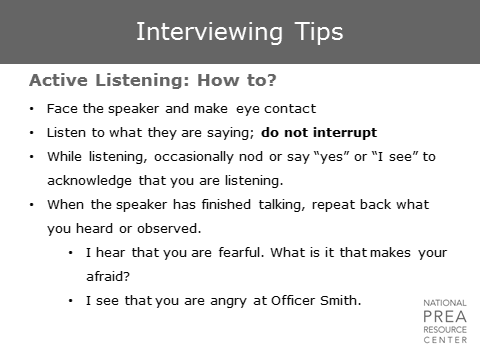 Interviewing Tips
Active Listening: How to?
• Face the speaker and make eye contact
• Listen to what they are saying; do not interrupt
• While listening, occasionally nod or say “yes” or “I see” to
acknowledge that you are listening.
• When the speaker has finished talking, repeat back what
you heard or observed.
• I hear that you are fearful. What is it that makes your
afraid?
• I see that you are angry at Officer Smith.
NATIONAL
PREA
RESOURCE
CENTER